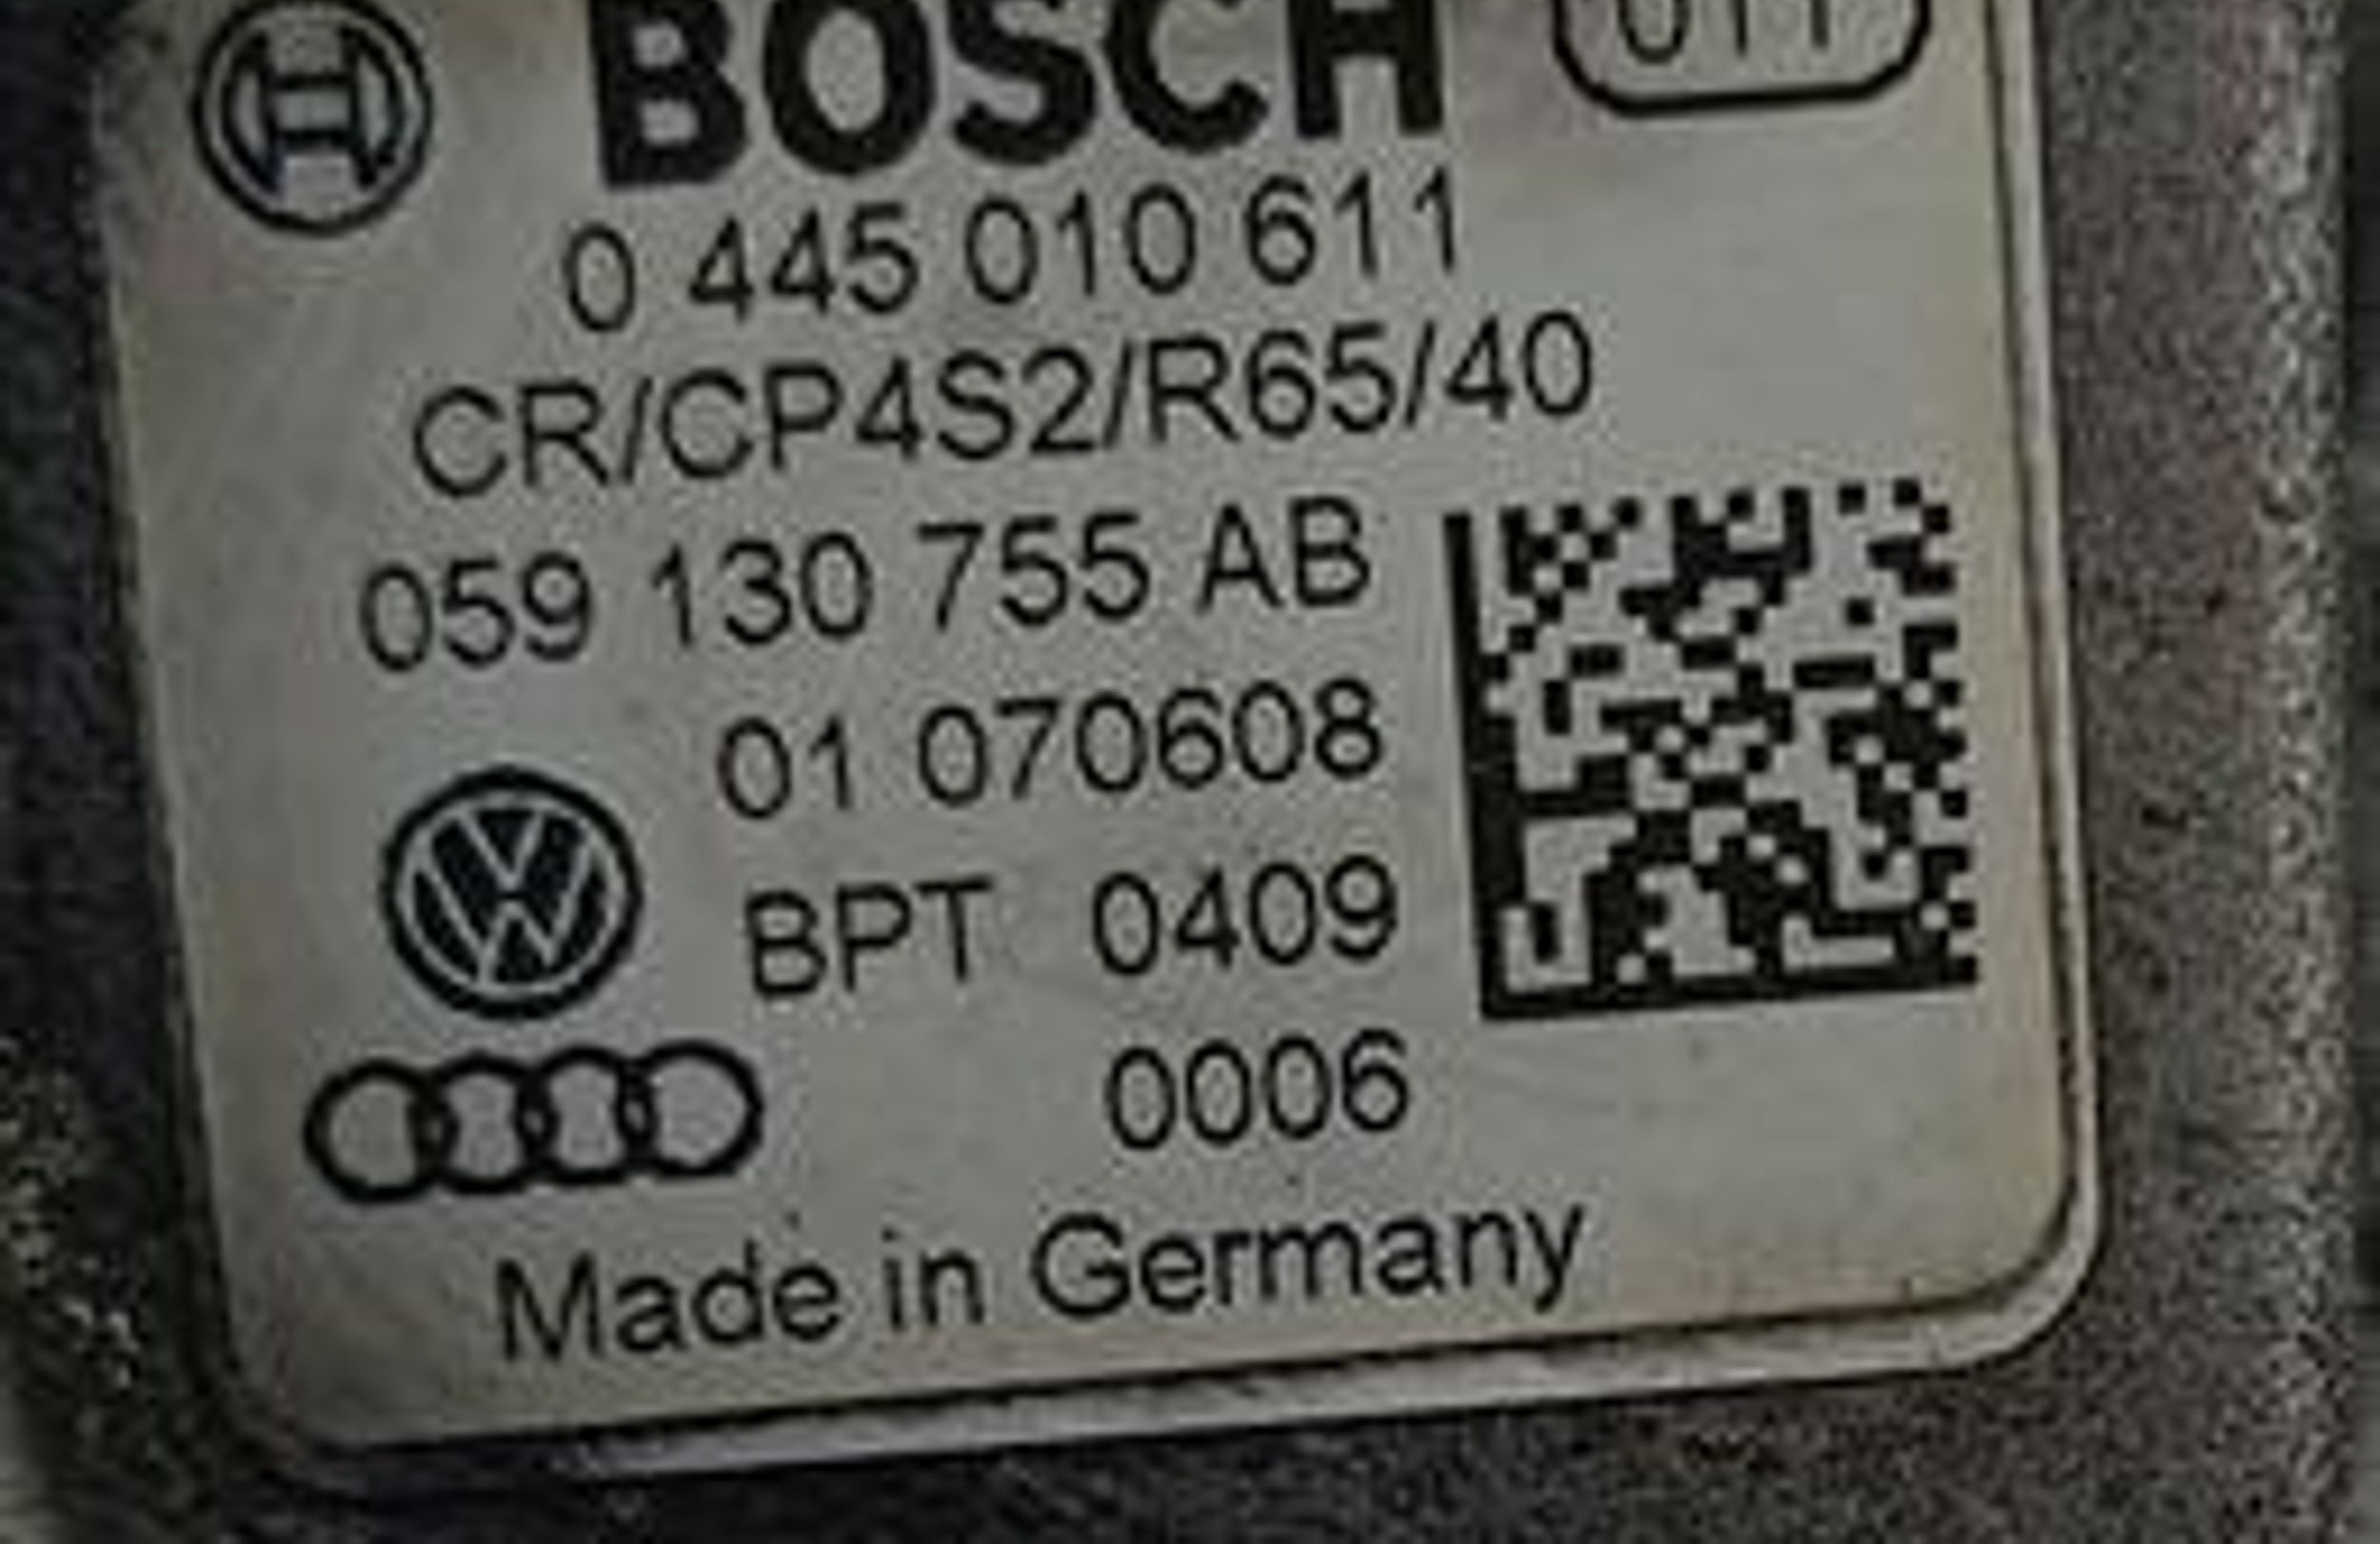 BOSCH
0 445 010 611
CR/CP4S2/R65/40
059 130 755 AB
01 070608
BPT 0409
0006
Made in Germany